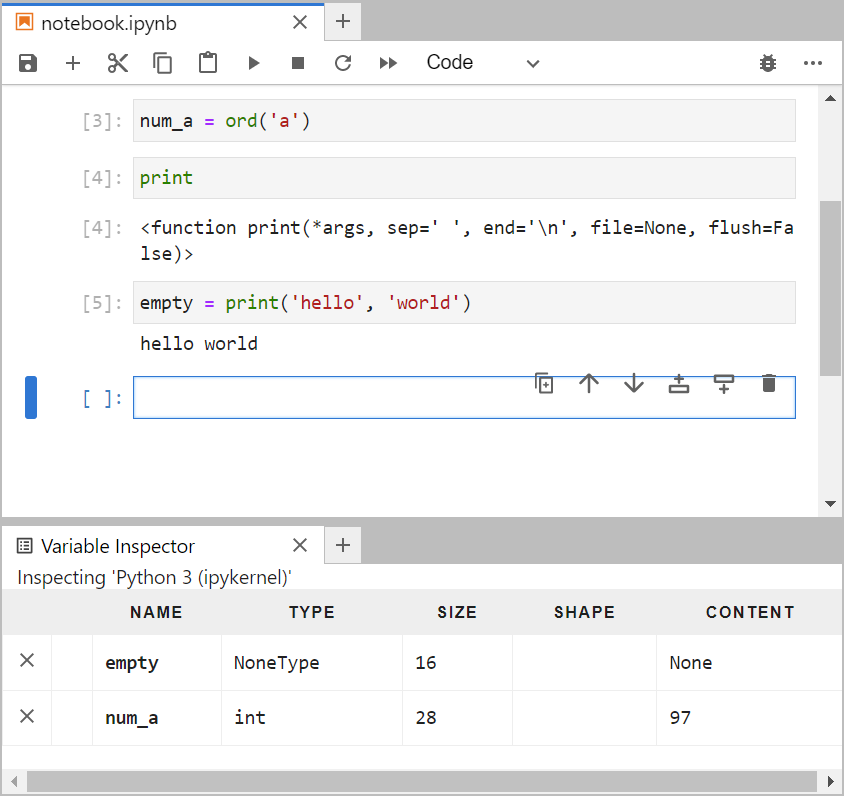 notebook.ipynb
Code
[3]: num_a = ord('a')
[4]: print
[4]: <function print(*args, sep=' ', end='\n', file=None, flush=Fa
lse)>
[5]: empty = print('hello', 'world')
hello world
[ ]:
Variable Inspector
Inspecting 'Python 3 (ipykernel)'
NAME TYPE SIZE SHAPE CONTENT
empty NoneType 16 None
num_a int 28 97